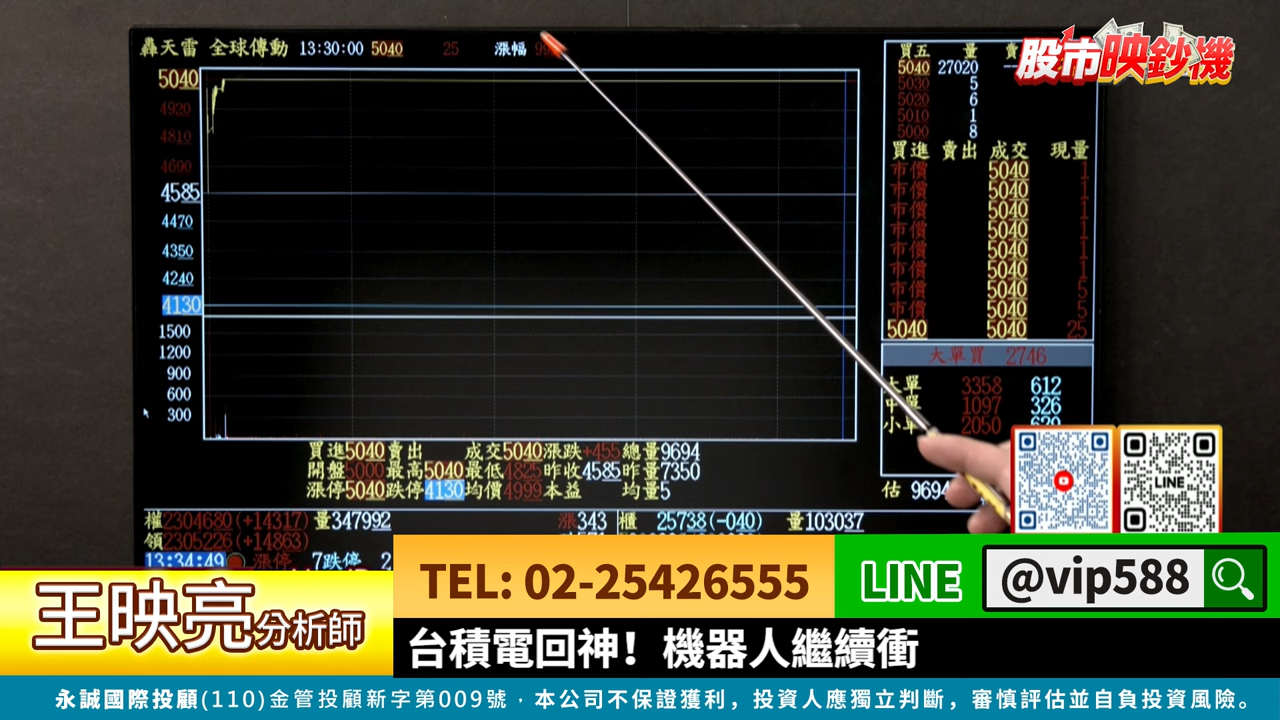 轟天雷 全球傳動 13:30:00 5040 25 漲幅
股市映鈔機
買五 量 賣
5040 27020
5030 5
5020 6
5010 1
5000 8
買進 賣出 成交 現量
市價 5040 1
市價 5040 1
市價 5040 1
市價 5040 1
市價 5040 1
市價 5040 1
市價 5040 5
市價 5040 5
5040 5040 25
5040
4920
4810
4690
4585
4470
4350
4240
4130
1500
1200
900
600
300
大單買 2746
大單 3358 612
中單 1097 326
小單 2050 629
估 9694
買進5040賣出 成交5040漲跌+455總量9694
開盤5000最高5040最低4825昨收4585昨量7350
漲停5040跌停4130均價4999本益 均量5
權2304680(+14317)量347992 漲343 櫃 25738(-040) 量103037
領2305226(+14863)
13:34:49 漲停 7跌停 2
LINE
王映亮分析師
TEL: 02-25426555
LINE @vip588
台積電回神！機器人繼續衝
永誠國際投顧(110)金管投顧新字第009號，本公司不保證獲利，投資人應獨立判斷，審慎評估並自負投資風險。